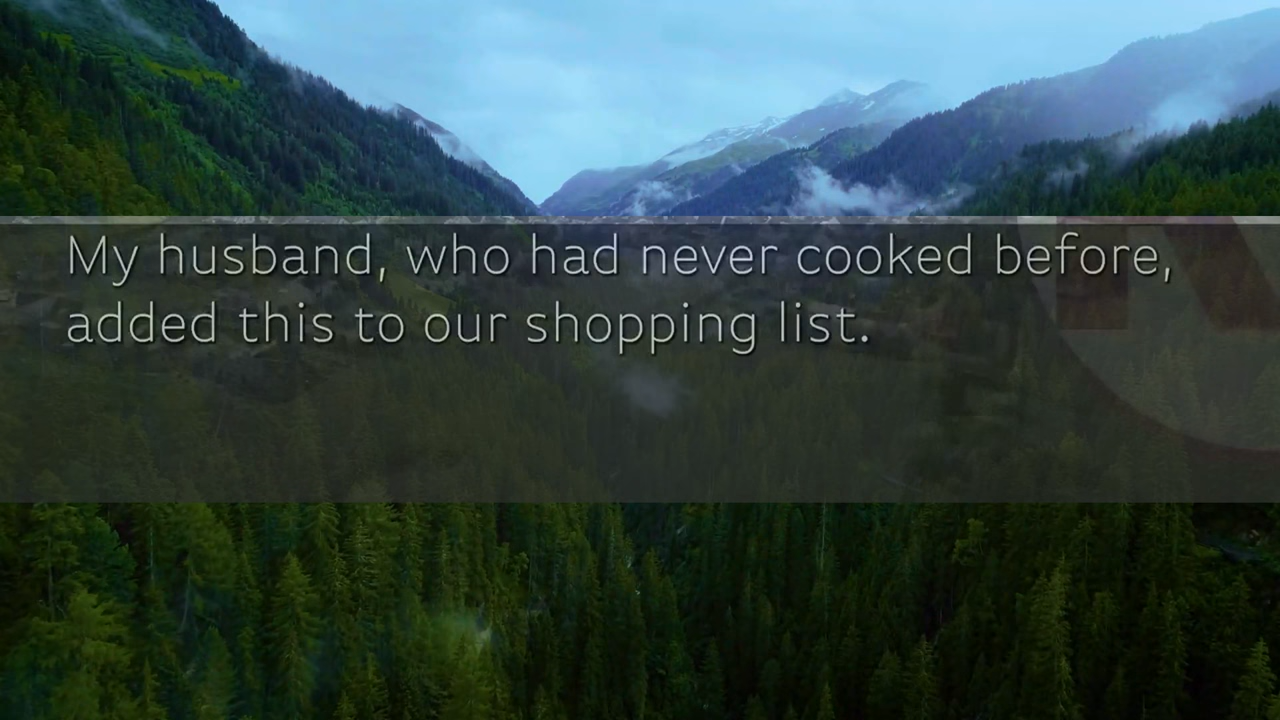 My husband, who had never cooked before,
added this to our shopping list.